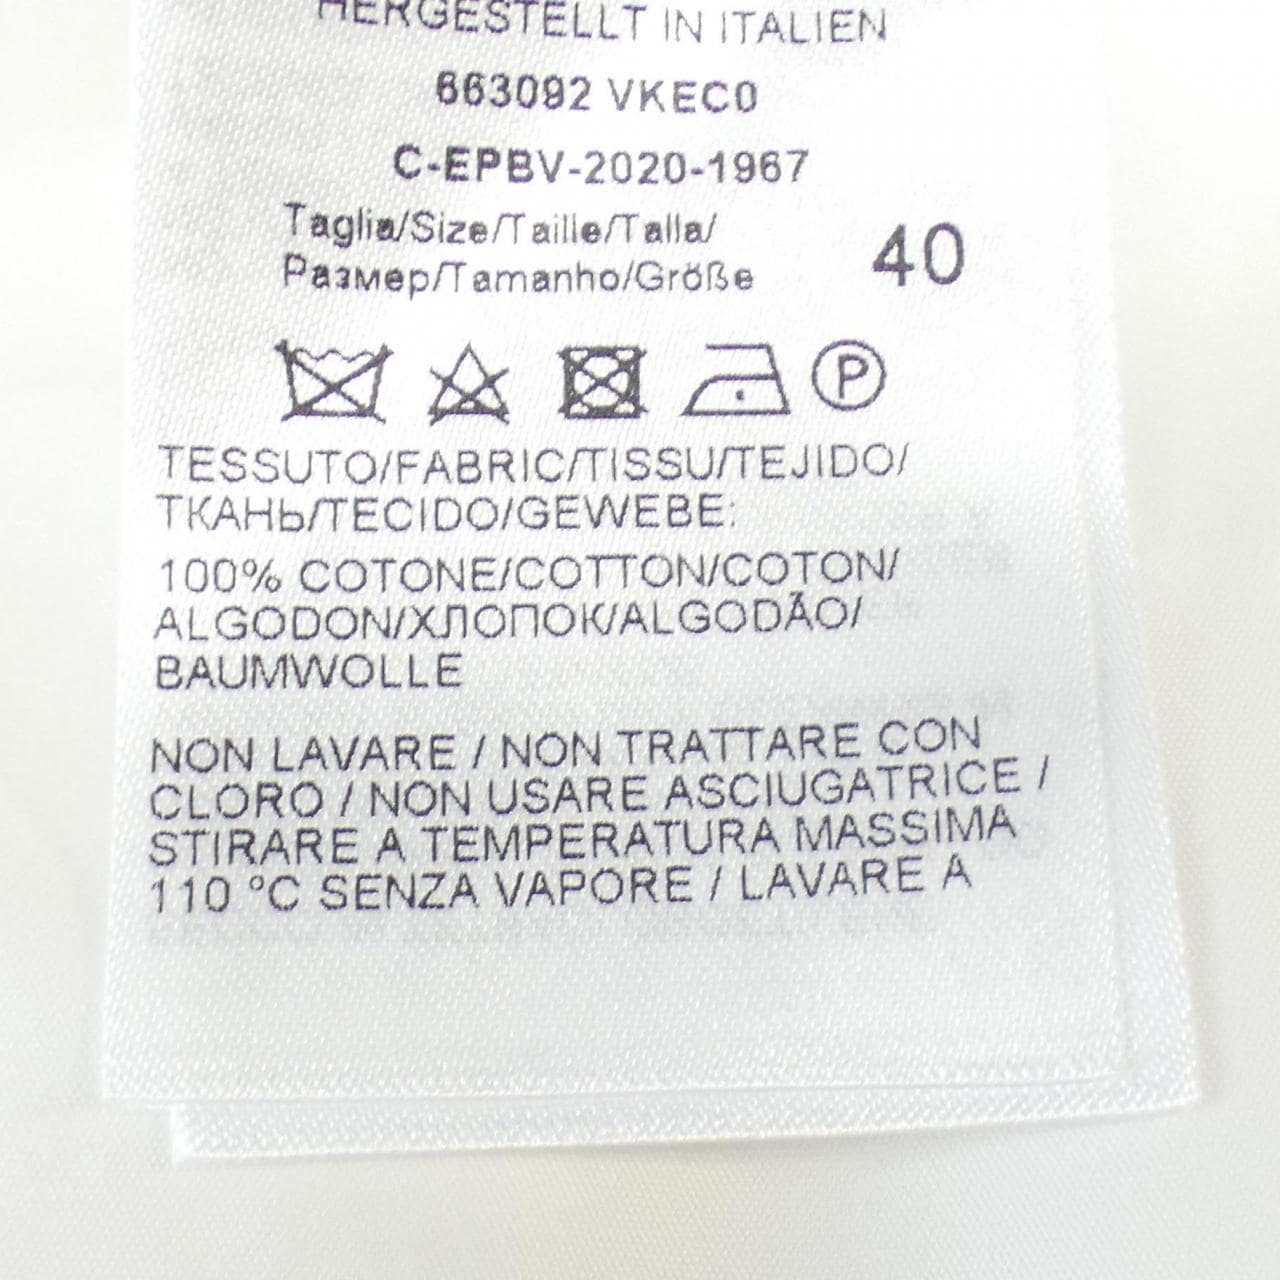 HERGESTELLT IN ITALIEN
663092 VKEC0
C-EPBV-2020-1967
Taglia/Size/Taille/Talla/
Размер/Tamanho/Größe
40
P
TESSUTO/FABRIC/TISSU/TEJIDO/
ТКАНЬ/TECIDO/GEWEBE:
100% COTONE/COTTON/COTON/
ALGODON/ХЛОПОК/ALGODÃO/
BAUMWOLLE
NON LAVARE / NON TRATTARE CON
CLORO / NON USARE ASCIUGATRICE /
STIRARE A TEMPERATURA MASSIMA
110 °C SENZA VAPORE / LAVARE A